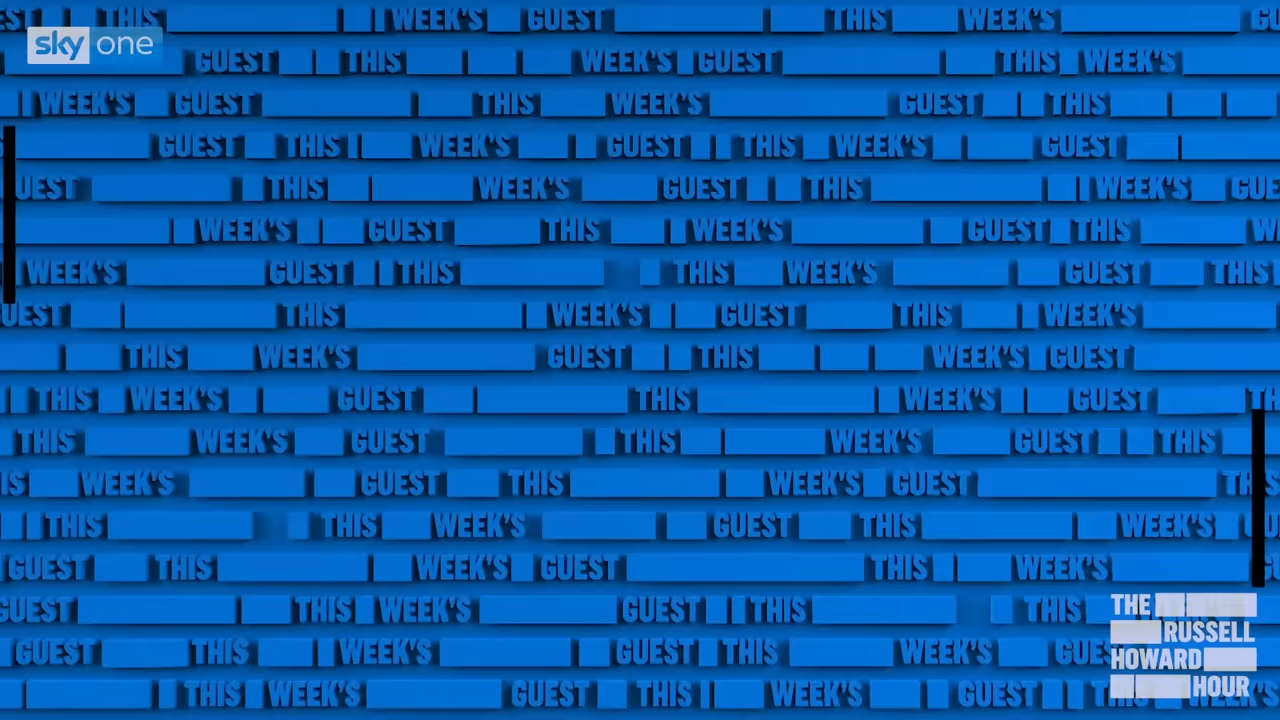 WEEK'S GUEST THIS WEEK'S
sky one
GUEST THIS WEEK'S GUEST THIS WEEK'S
WEEK'S GUEST THIS WEEK'S GUEST THIS
GUEST THIS WEEK'S GUEST THIS WEEK'S GUEST
THIS WEEK'S GUEST THIS WEEK'S
WEEK'S GUEST THIS WEEK'S GUEST THIS
WEEK'S GUEST THIS THIS WEEK'S GUEST THIS
THIS WEEK'S GUEST THIS WEEK'S
THIS WEEK'S GUEST THIS WEEK'S GUEST
THIS WEEK'S GUEST THIS WEEK'S GUEST
THIS WEEK'S GUEST THIS WEEK'S GUEST THIS
WEEK'S GUEST THIS WEEK'S GUEST
THIS THIS WEEK'S GUEST THIS WEEK'S
GUEST THIS WEEK'S GUEST THIS WEEK'S
GUEST THIS WEEK'S GUEST THIS THIS
GUEST THIS WEEK'S GUEST THIS WEEK'S
THIS WEEK'S GUEST THIS WEEK'S GUEST
THE
RUSSELL
HOWARD
HOUR